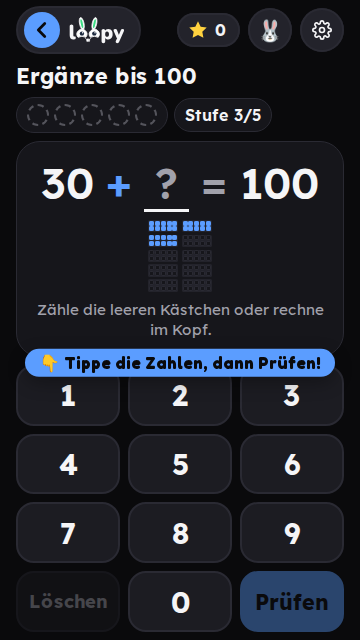 loopy
0
Ergänze bis 100
Stufe 3/5
30 + ? = 100
Zähle die leeren Kästchen oder rechne
im Kopf.
👇 Tippe die Zahlen, dann Prüfen!
1 2 3
4 5 6
7 8 9
Löschen 0 Prüfen